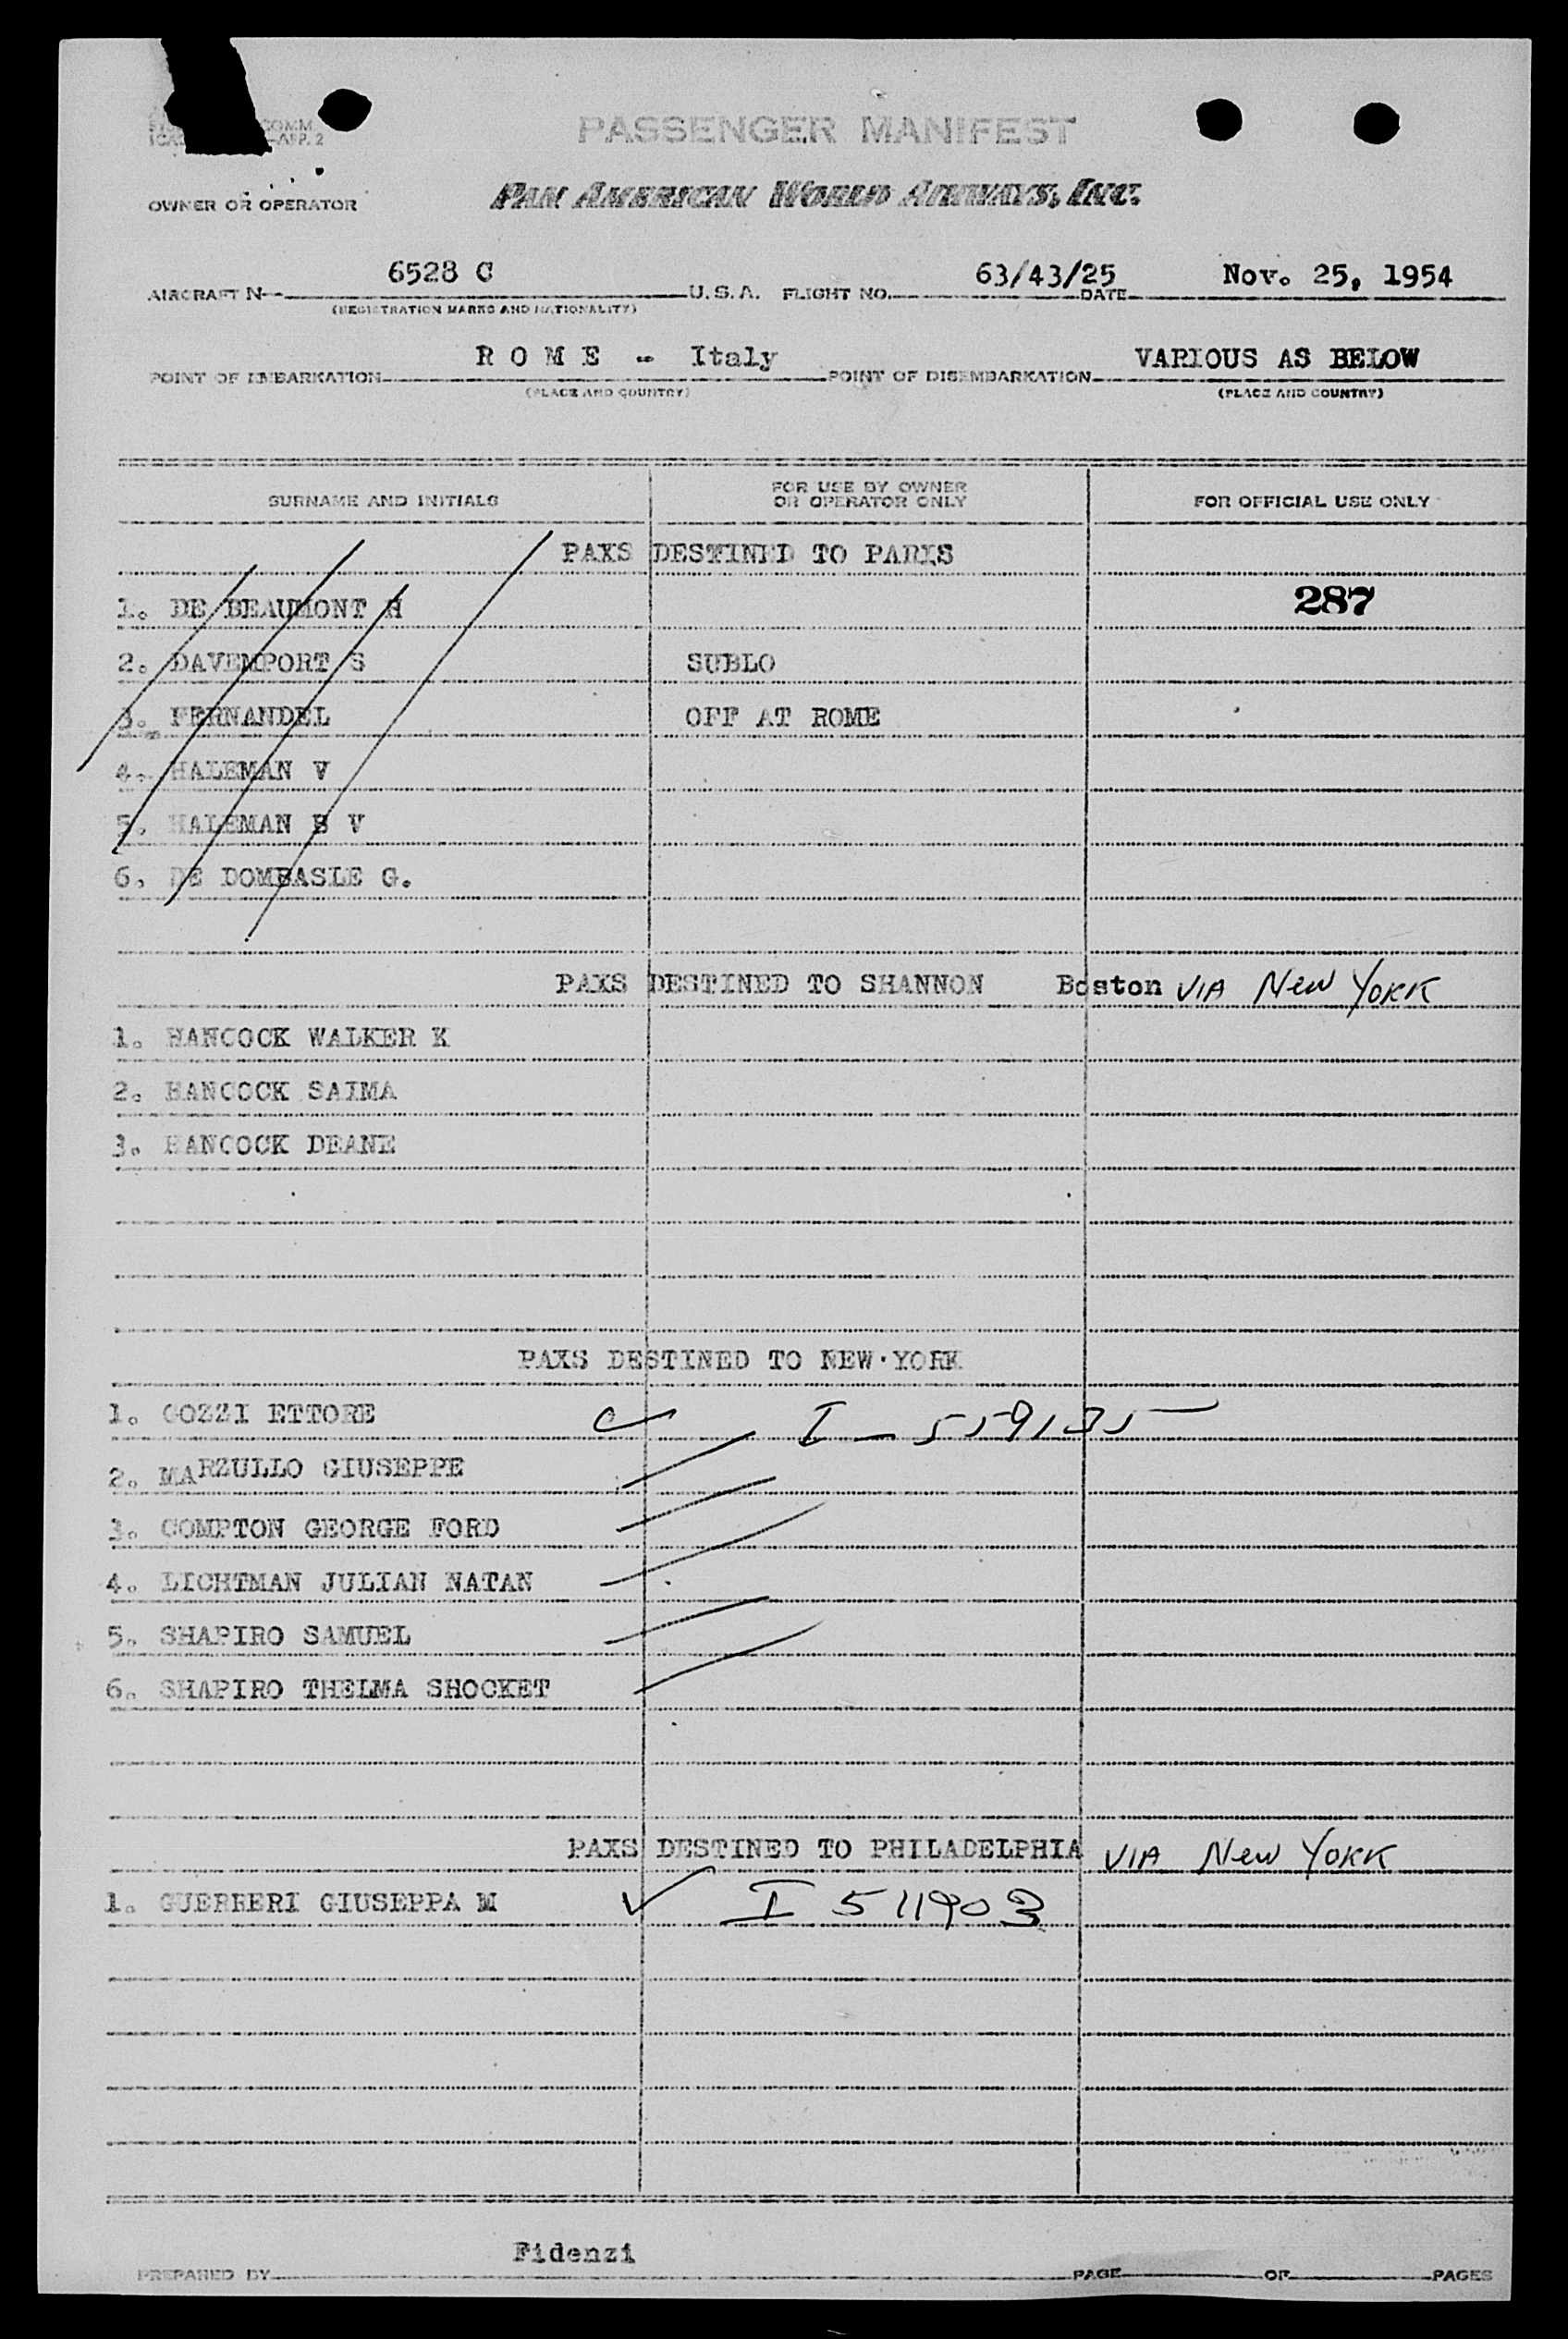 COMM
PASSENGER MANIFEST
OWNER OR OPERATOR PAN AMERICAN WORLD AIRWAYS, INC.
AIRCRAFT N- 6528 C U.S.A. FLIGHT NO. 63/43/25 DATE Nov. 25, 1954
(REGISTRATION MARKS AND NATIONALITY)
POINT OF EMBARKATION R O M E - Italy POINT OF DISEMBARKATION VARIOUS AS BELOW
(PLACE AND COUNTRY) (PLACE AND COUNTRY)
SURNAME AND INITIALS FOR USE BY OWNER OR OPERATOR ONLY FOR OFFICIAL USE ONLY
PAXS DESTINED TO PARIS
1. DE BEAUMONT H 287
2. DAVEMPORT S SUBLO
3. FERNANDEL OFF AT ROME
4. HALEMAN V
5. HALEMAN B V
6. DE DOMBASLE G.
PAXS DESTINED TO SHANNON Boston VIA New York
1. HANCOCK WALKER K
2. HANCOCK SAIMA
3. HANCOCK DEANE
PAXS DESTINED TO NEW-YORK
1. GOZZI ETTORE I - 559135
2. MARZULLO GIUSEPPE
3. COMPTON GEORGE FORD
4. LICHTMAN JULIAN NATAN
5. SHAPIRO SAMUEL
6. SHAPIRO THELMA SHOCKET
PAXS DESTINED TO PHILADELPHIA VIA New York
1. GUERRERI GIUSEPPA M I 511903
Fidenzi
PREPARED BY PAGE OF PAGES